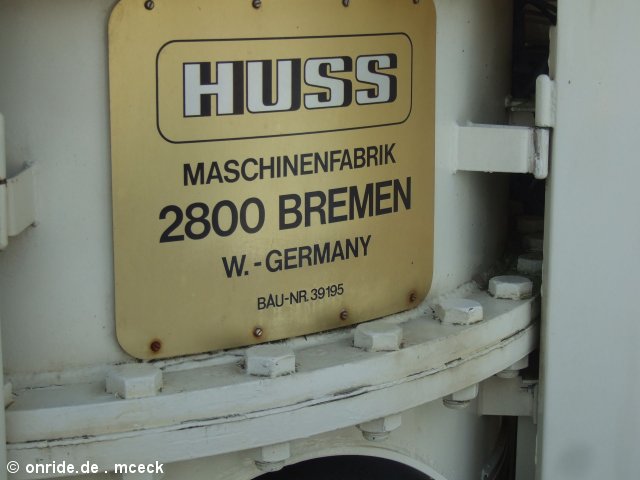 HUSS
MASCHINENFABRIK
2800 BREMEN
W.-GERMANY
BAU-NR. 39195
© onride.de . mceck